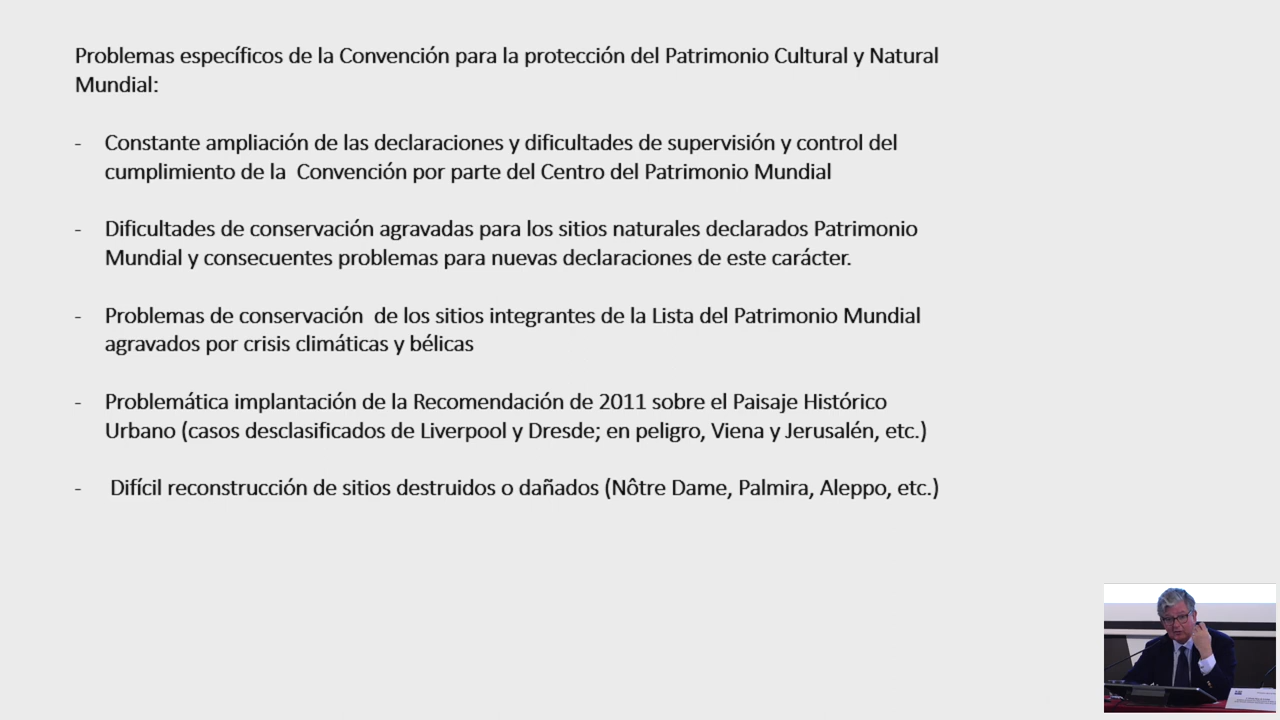 Problemas específicos de la Convención para la protección del Patrimonio Cultural y Natural
Mundial:
- Constante ampliación de las declaraciones y dificultades de supervisión y control del
cumplimiento de la  Convención por parte del Centro del Patrimonio Mundial
- Dificultades de conservación agravadas para los sitios naturales declarados Patrimonio
Mundial y consecuentes problemas para nuevas declaraciones de este carácter.
- Problemas de conservación  de los sitios integrantes de la Lista del Patrimonio Mundial
agravados por crisis climáticas y bélicas
- Problemática implantación de la Recomendación de 2011 sobre el Paisaje Histórico
Urbano (casos desclasificados de Liverpool y Dresde; en peligro, Viena y Jerusalén, etc.)
- Difícil reconstrucción de sitios destruidos o dañados (Nôtre Dame, Palmira, Aleppo, etc.)